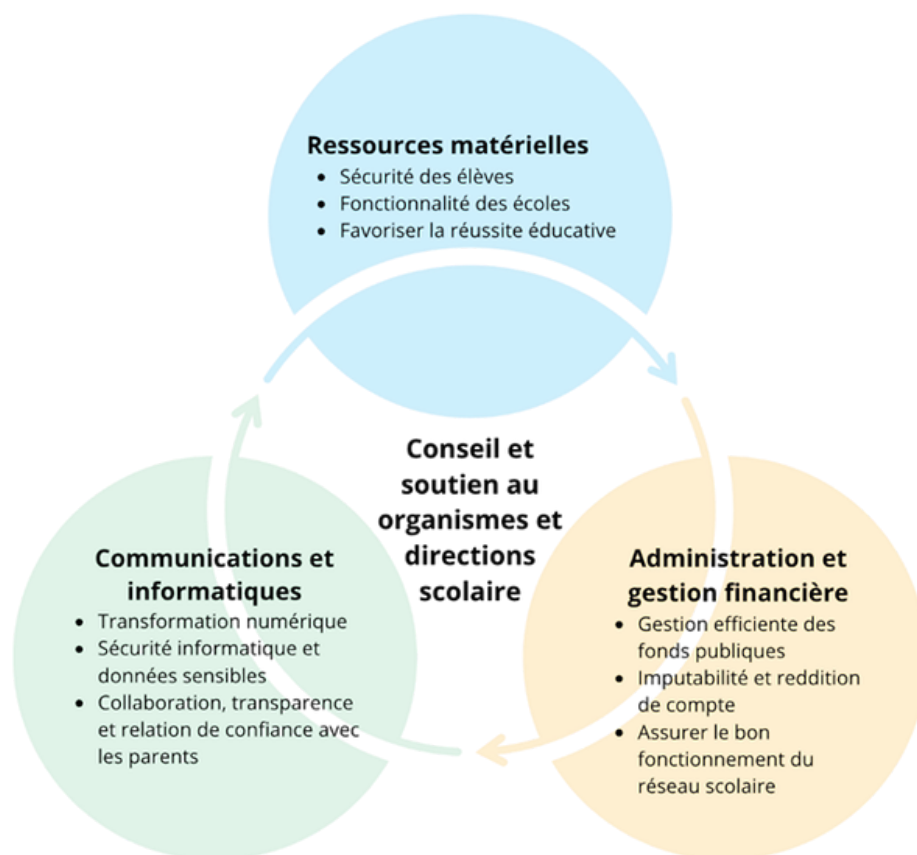 Ressources matérielles
• Sécurité des élèves
• Fonctionnalité des écoles
• Favoriser la réussite éducative
Conseil et
soutien au
organismes et
directions
scolaire
Communications et
informatiques
• Transformation numérique
• Sécurité informatique et
données sensibles
• Collaboration, transparence
et relation de confiance avec
les parents
Administration et
gestion financière
• Gestion efficiente des
fonds publiques
• Imputabilité et reddition
de compte
• Assurer le bon
fonctionnement du
réseau scolaire